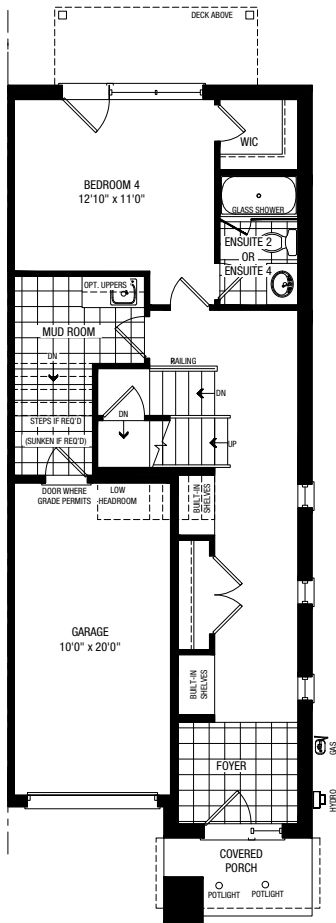 DECK ABOVE
WIC
BEDROOM 4
12'10" x 11'0"
GLASS SHOWER
ENSUITE 2
OR
ENSUITE 4
OPT. UPPERS
MUD ROOM
DN
RAILING
DN
DN
STEPS IF REQ'D
(SUNKEN IF REQ'D)
UP
DOOR WHERE
GRADE PERMITS
LOW
HEADROOM
BUILT-IN
SHELVES
GARAGE
10'0" x 20'0"
BUILT-IN
SHELVES
FOYER
GAS
HYDRO
COVERED
PORCH
POTLIGHT
POTLIGHT